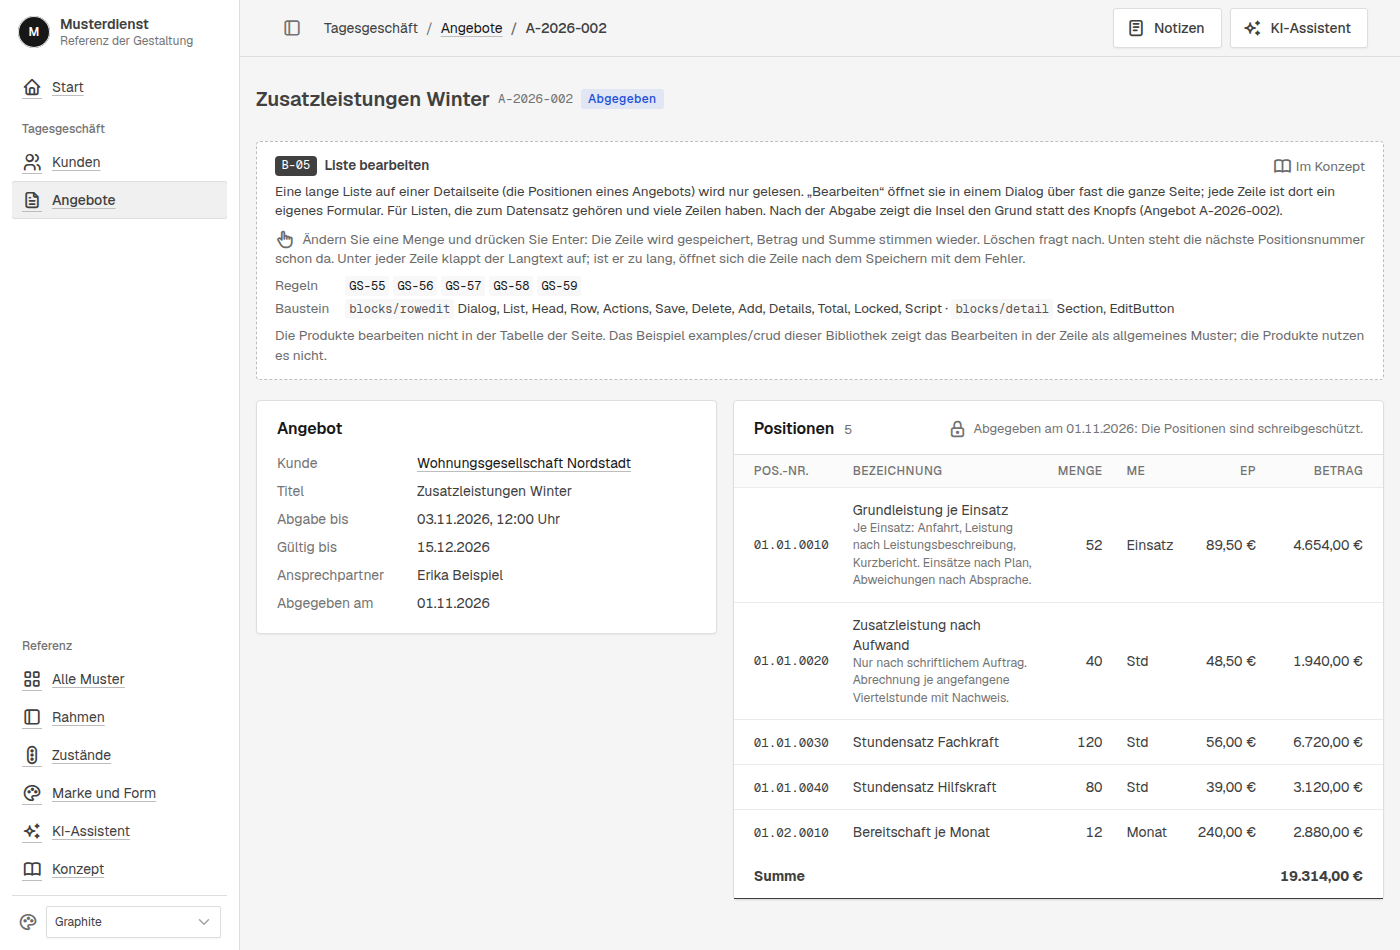 M
Musterdienst
Referenz der Gestaltung
Start
Tagesgeschäft
Kunden
Angebote
Referenz
Alle Muster
Rahmen
Zustände
Marke und Form
KI-Assistent
Konzept
Graphite
Tagesgeschäft / Angebote / A-2026-002
Notizen
KI-Assistent
Zusatzleistungen Winter A-2026-002 Abgegeben
B-05 Liste bearbeiten
Im Konzept
Eine lange Liste auf einer Detailseite (die Positionen eines Angebots) wird nur gelesen. „Bearbeiten“ öffnet sie in einem Dialog über fast die ganze Seite; jede Zeile ist dort ein
eigenes Formular. Für Listen, die zum Datensatz gehören und viele Zeilen haben. Nach der Abgabe zeigt die Insel den Grund statt des Knopfs (Angebot A-2026-002).
Ändern Sie eine Menge und drücken Sie Enter: Die Zeile wird gespeichert, Betrag und Summe stimmen wieder. Löschen fragt nach. Unten steht die nächste Positionsnummer
schon da. Unter jeder Zeile klappt der Langtext auf; ist er zu lang, öffnet sich die Zeile nach dem Speichern mit dem Fehler.
Regeln GS-55 GS-56 GS-57 GS-58 GS-59
Baustein blocks/rowedit Dialog, List, Head, Row, Actions, Save, Delete, Add, Details, Total, Locked, Script · blocks/detail Section, EditButton
Die Produkte bearbeiten nicht in der Tabelle der Seite. Das Beispiel examples/crud dieser Bibliothek zeigt das Bearbeiten in der Zeile als allgemeines Muster; die Produkte nutzen
es nicht.
Angebot
Kunde Wohnungsgesellschaft Nordstadt
Titel Zusatzleistungen Winter
Abgabe bis 03.11.2026, 12:00 Uhr
Gültig bis 15.12.2026
Ansprechpartner Erika Beispiel
Abgegeben am 01.11.2026
Positionen 5
Abgegeben am 01.11.2026: Die Positionen sind schreibgeschützt.
POS.-NR. BEZEICHNUNG MENGE ME EP BETRAG
01.01.0010 Grundleistung je Einsatz 52 Einsatz 89,50 € 4.654,00 €
Je Einsatz: Anfahrt, Leistung
nach Leistungsbeschreibung,
Kurzbericht. Einsätze nach Plan,
Abweichungen nach Absprache.
01.01.0020 Zusatzleistung nach 40 Std 48,50 € 1.940,00 €
Aufwand
Nur nach schriftlichem Auftrag.
Abrechnung je angefangene
Viertelstunde mit Nachweis.
01.01.0030 Stundensatz Fachkraft 120 Std 56,00 € 6.720,00 €
01.01.0040 Stundensatz Hilfskraft 80 Std 39,00 € 3.120,00 €
01.02.0010 Bereitschaft je Monat 12 Monat 240,00 € 2.880,00 €
Summe 19.314,00 €